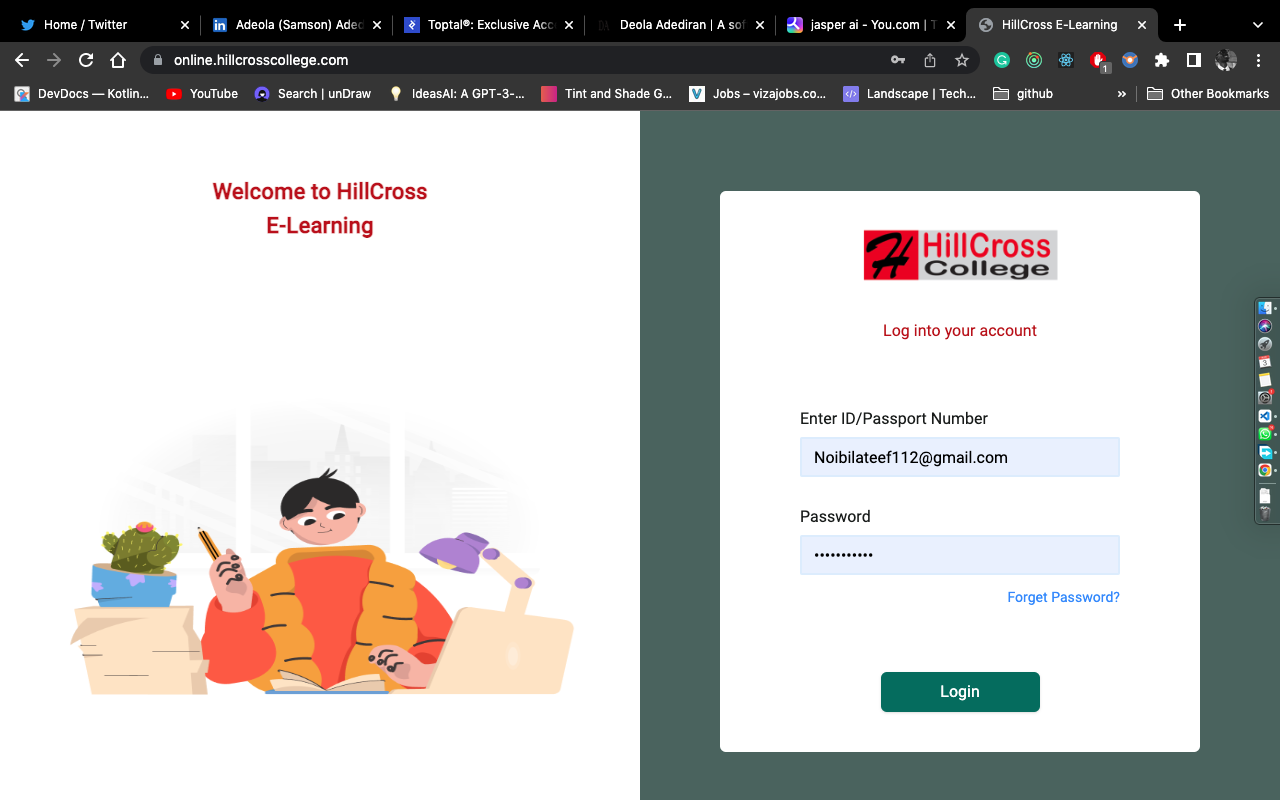 Home / Twitter
Adeola (Samson) Aded
Toptal®: Exclusive Acc
Deola Adediran | A sof
jasper ai - You.com | T
HillCross E-Learning
online.hillcrosscollege.com
1
DevDocs — Kotlin...
YouTube
Search | unDraw
IdeasAI: A GPT-3-...
Tint and Shade G...
Jobs – vizajobs.co...
Landscape | Tech...
github
»
Other Bookmarks
Welcome to HillCross
E-Learning
H HillCross
College
Log into your account
Enter ID/Passport Number
Noibilateef112@gmail.com
Password
•••••••••••
Forget Password?
Login
3